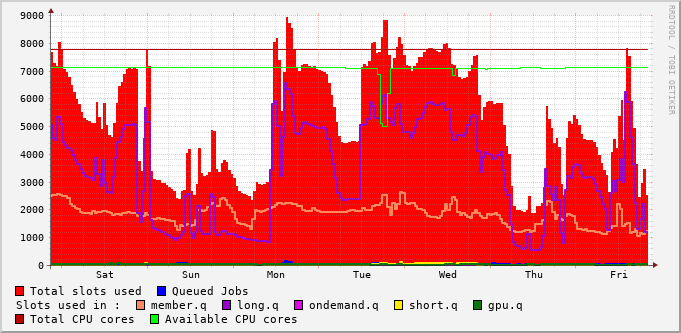 9000
8000
7000
6000
5000
4000
3000
2000
1000
0
Sat Sun Mon Tue Wed Thu Fri
RRDTOOL / TOBI OETIKER
Total slots used Queued Jobs
Slots used in : member.q long.q ondemand.q short.q gpu.q
Total CPU cores Available CPU cores